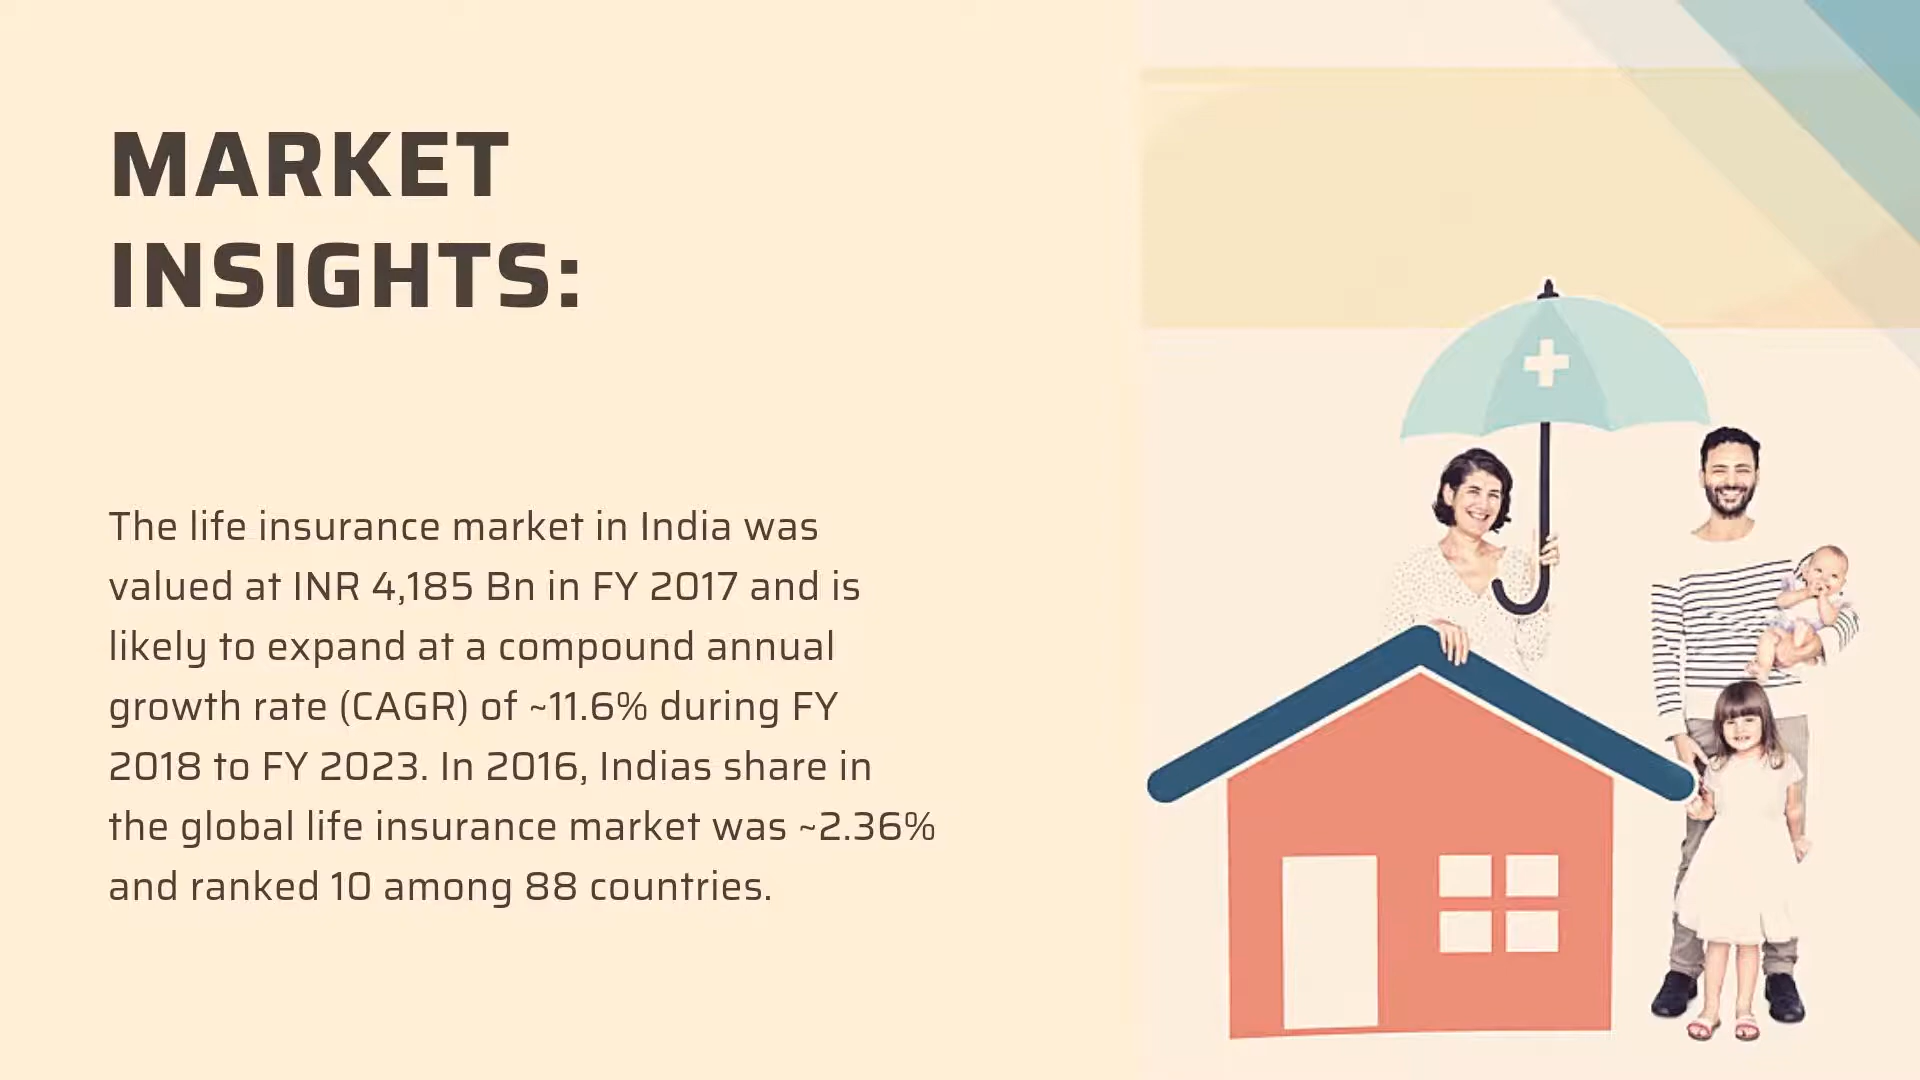 MARKET
INSIGHTS:
The life insurance market in India was
valued at INR 4,185 Bn in FY 2017 and is
likely to expand at a compound annual
growth rate (CAGR) of ~11.6% during FY
2018 to FY 2023. In 2016, Indias share in
the global life insurance market was ~2.36%
and ranked 10 among 88 countries.